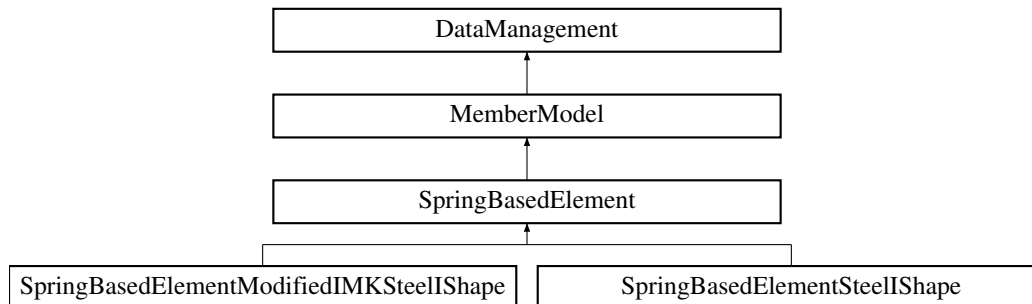 DataManagement
MemberModel
SpringBasedElement
SpringBasedElementModifiedIMKSteelIShape SpringBasedElementSteelIShape